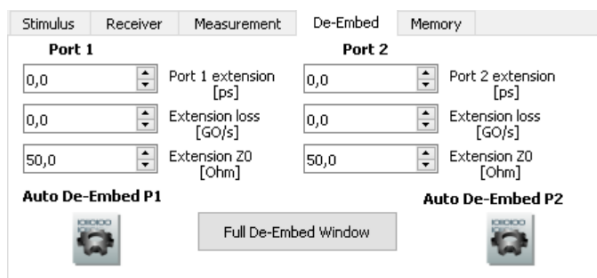 Stimulus Receiver Measurement De-Embed Memory
Port 1 Port 2
0,0 Port 1 extension [ps] 0,0 Port 2 extension [ps]
0,0 Extension loss [GO/s] 0,0 Extension loss [GO/s]
50,0 Extension Z0 [Ohm] 50,0 Extension Z0 [Ohm]
Auto De-Embed P1 Auto De-Embed P2
Full De-Embed Window